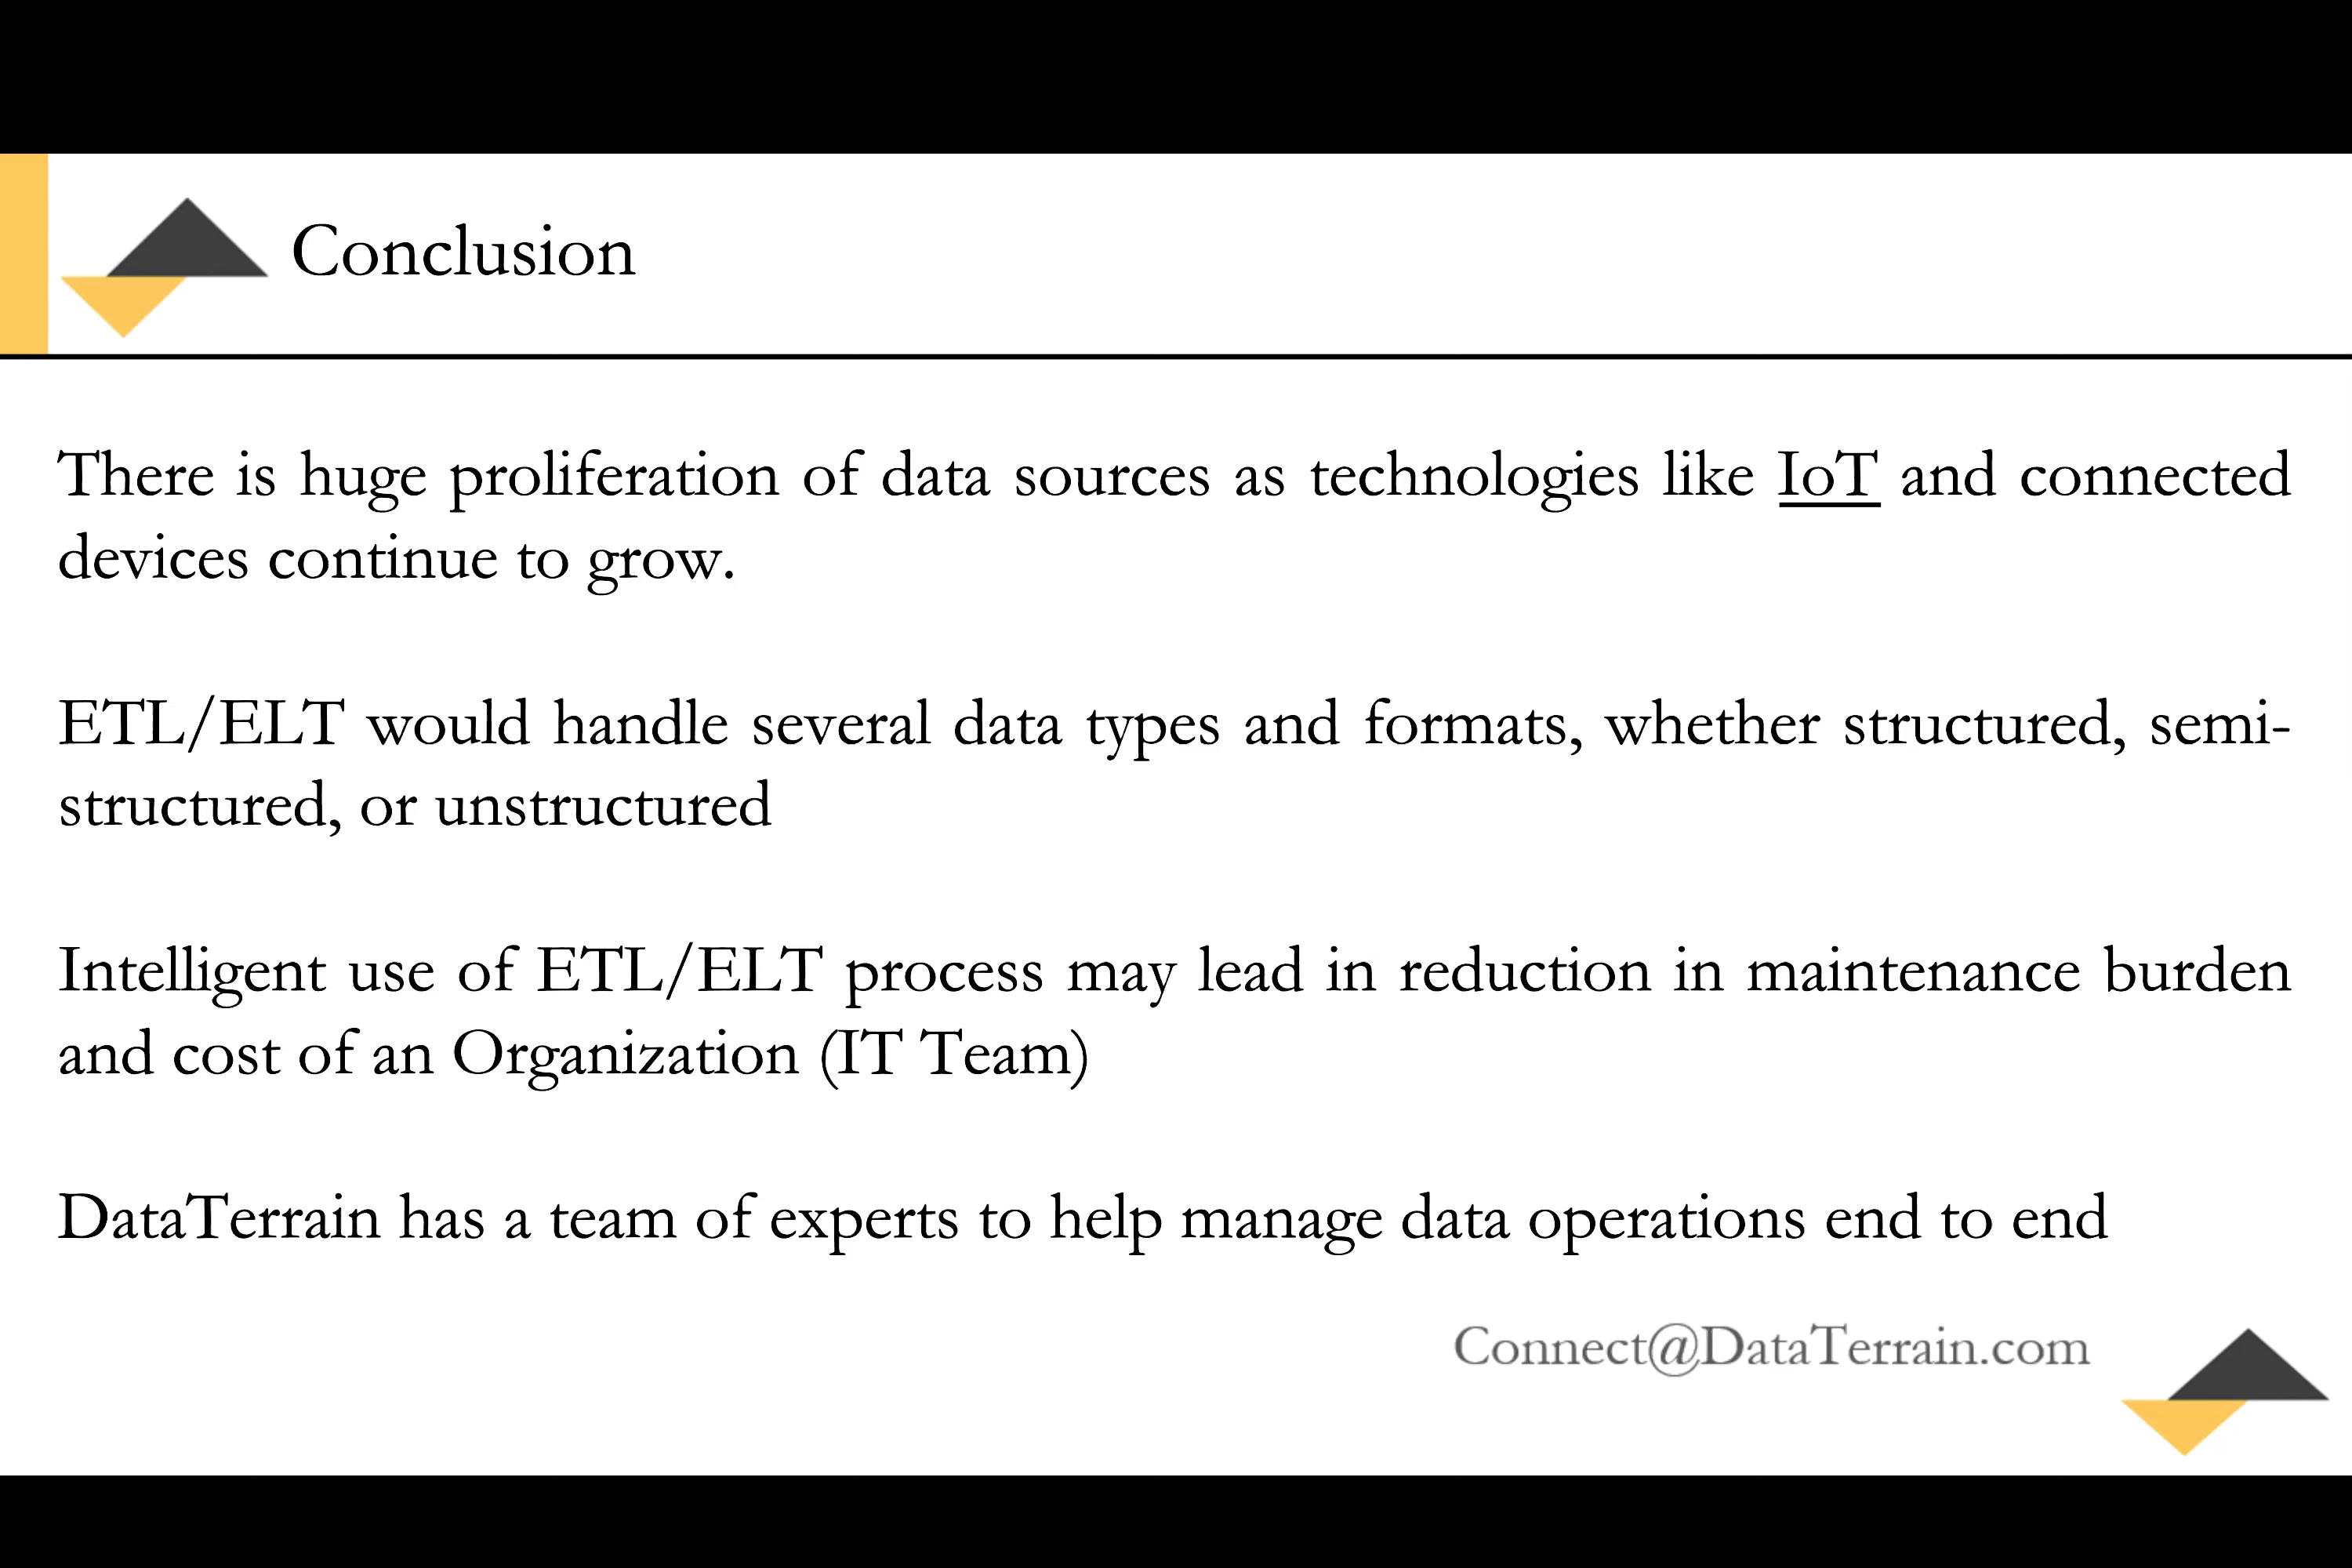 Conclusion
There is huge proliferation of data sources as technologies like IoT and connected
devices continue to grow.
ETL/ELT would handle several data types and formats, whether structured, semi-
structured, or unstructured
Intelligent use of ETL/ELT process may lead in reduction in maintenance burden
and cost of an Organization (IT Team)
DataTerrain has a team of experts to help manage data operations end to end
Connect@DataTerrain.com